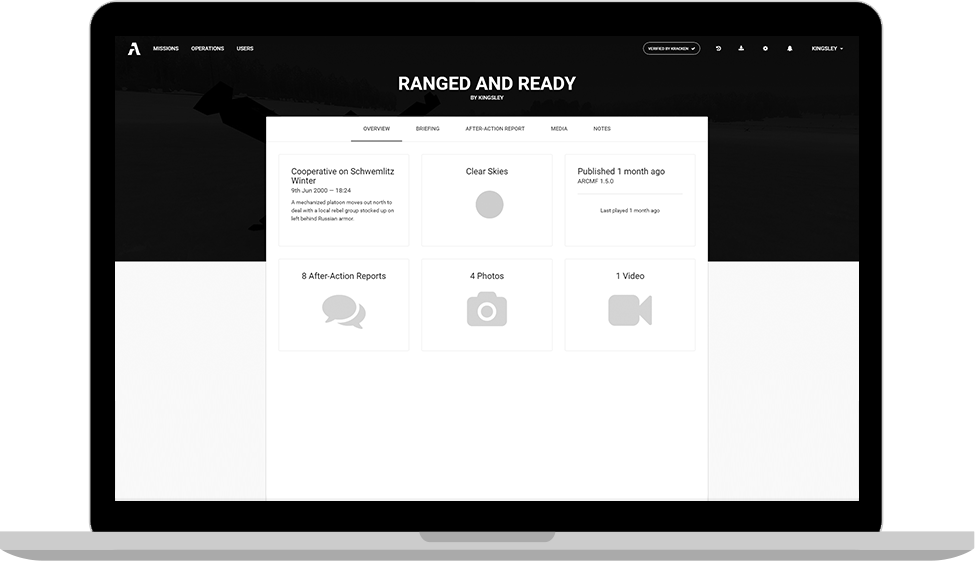 MISSIONS OPERATIONS USERS VERIFIED BY KRACKEN KINGSLEY
RANGED AND READY
BY KINGSLEY
OVERVIEW BRIEFING AFTER-ACTION REPORT MEDIA NOTES
Cooperative on Schwemlitz
Winter
9th Jun 2000 — 18:24
A mechanized platoon moves out north to
deal with a local rebel group stocked up on
left behind Russian armor.
Clear Skies
Published 1 month ago
ARCMF 1.5.0
Last played 1 month ago
8 After-Action Reports
4 Photos
1 Video